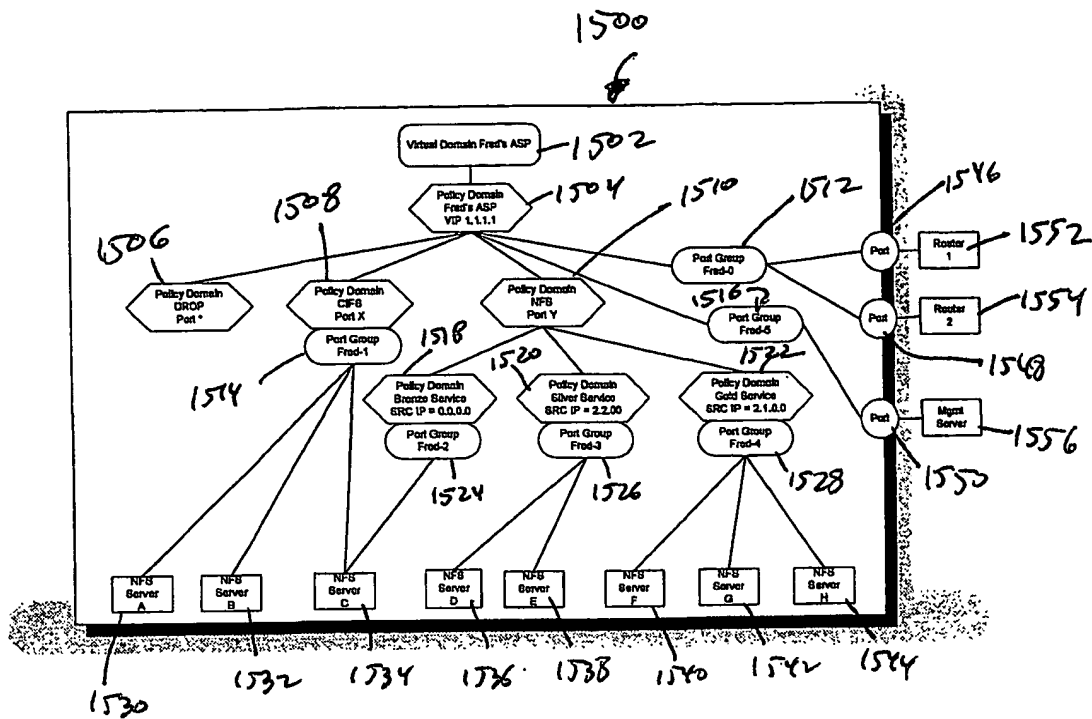 1500
Virtual Domain Fred's ASP
1502
Policy Domain
Fred's ASP
VIP 1.1.1.1
1504
1506
1508
1510
1512
1546
Policy Domain
DROP
Port *
Policy Domain
CIFS
Port X
Policy Domain
NFS
Port Y
Port Group
Fred-0
Port
Router
1
1552
1516
Port Group
Fred-5
Port
Router
2
1554
1548
Port Group
Fred-1
1514
1518
1520
1522
Policy Domain
Bronze Service
SRC IP = 0.0.0.0
Policy Domain
Silver Service
SRC IP = 2.2.00
Policy Domain
Gold Service
SRC IP = 2.1.0.0
Port
Mgmt
Server
1556
1550
Port Group
Fred-2
1524
Port Group
Fred-3
1526
Port Group
Fred-4
1528
NFS
Server
A
NFS
Server
B
NFS
Server
C
NFS
Server
D
NFS
Server
E
NFS
Server
F
NFS
Server
G
NFS
Server
H
1530
1532
1534
1536
1538
1540
1542
1544